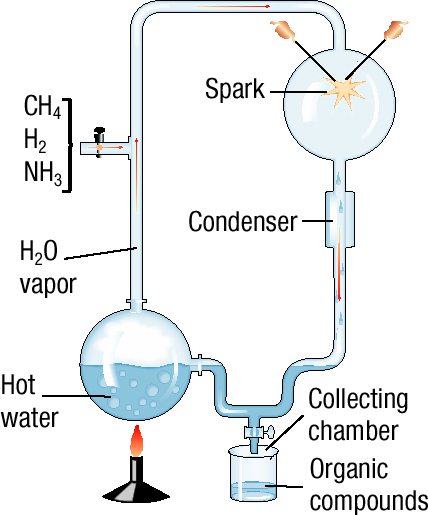 Spark
CH₄
H₂
NH₃
Condenser
H₂O
vapor
Hot
water
Collecting
chamber
Organic
compounds